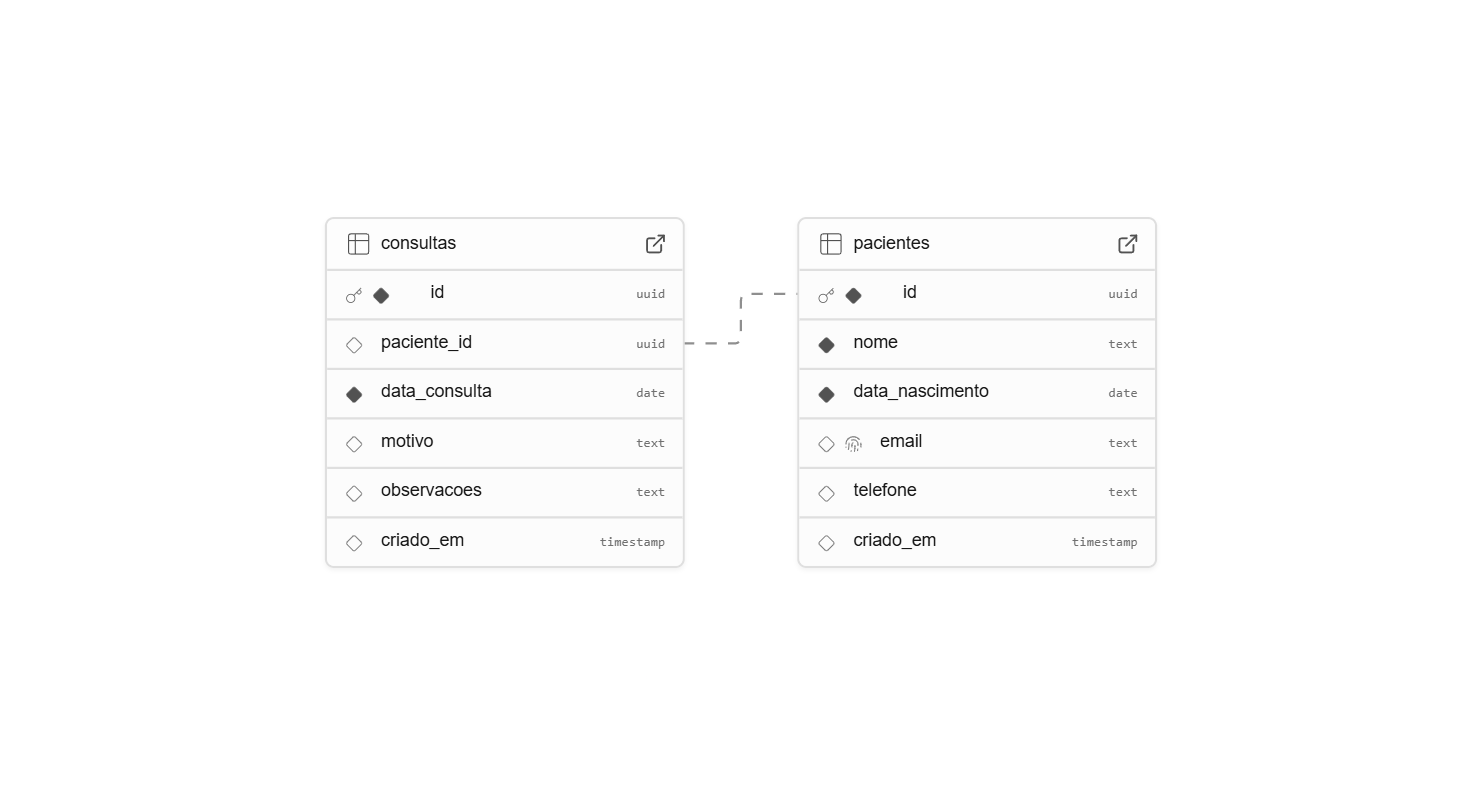 consultas
id uuid
paciente_id uuid
data_consulta date
motivo text
observacoes text
criado_em timestamp
pacientes
id uuid
nome text
data_nascimento date
email text
telefone text
criado_em timestamp